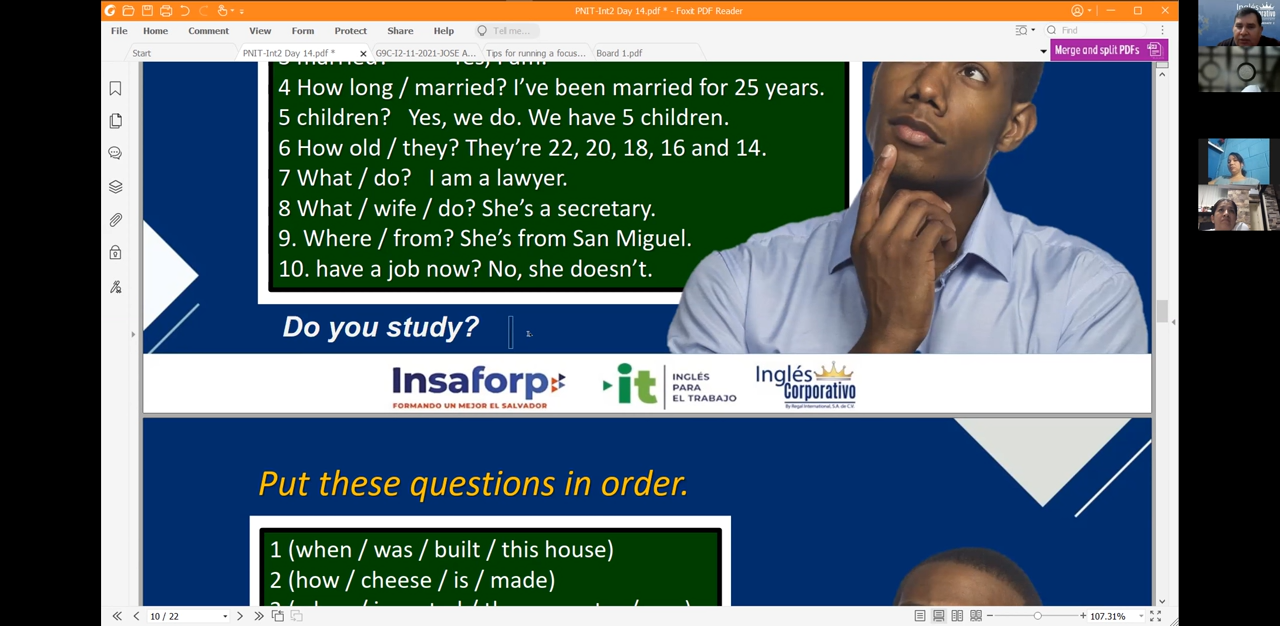 PNIT-Int2 Day 14.pdf * - Foxit PDF Reader
File Home Comment View Form Protect Share Help Tell me... Find
Start PNIT-Int2 Day 14.pdf * G9C-I2-11-2021-JOSE A... Tips for running a focus... Board 1.pdf Merge and split PDFs
4 How long / married? I've been married for 25 years.
5 children? Yes, we do. We have 5 children.
6 How old / they? They're 22, 20, 18, 16 and 14.
7 What / do? I am a lawyer.
8 What / wife / do? She's a secretary.
9. Where / from? She's from San Miguel.
10. have a job now? No, she doesn't.
Do you study?
Insaforp
FORMANDO UN MEJOR EL SALVADOR
it
INGLÉS
PARA
EL TRABAJO
Inglés
Corporativo
By Regal International, S.A. de C.V.
Put these questions in order.
1 (when / was / built / this house)
2 (how / cheese / is / made)
10 / 22
107.31%